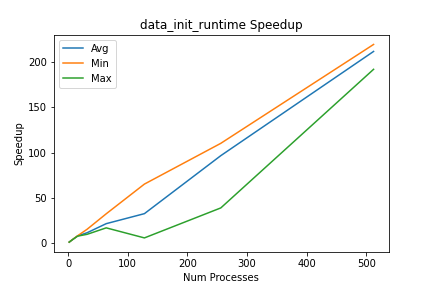 data_init_runtime Speedup
Avg
Min
Max
Speedup
200
150
100
50
0
0 100 200 300 400 500
Num Processes